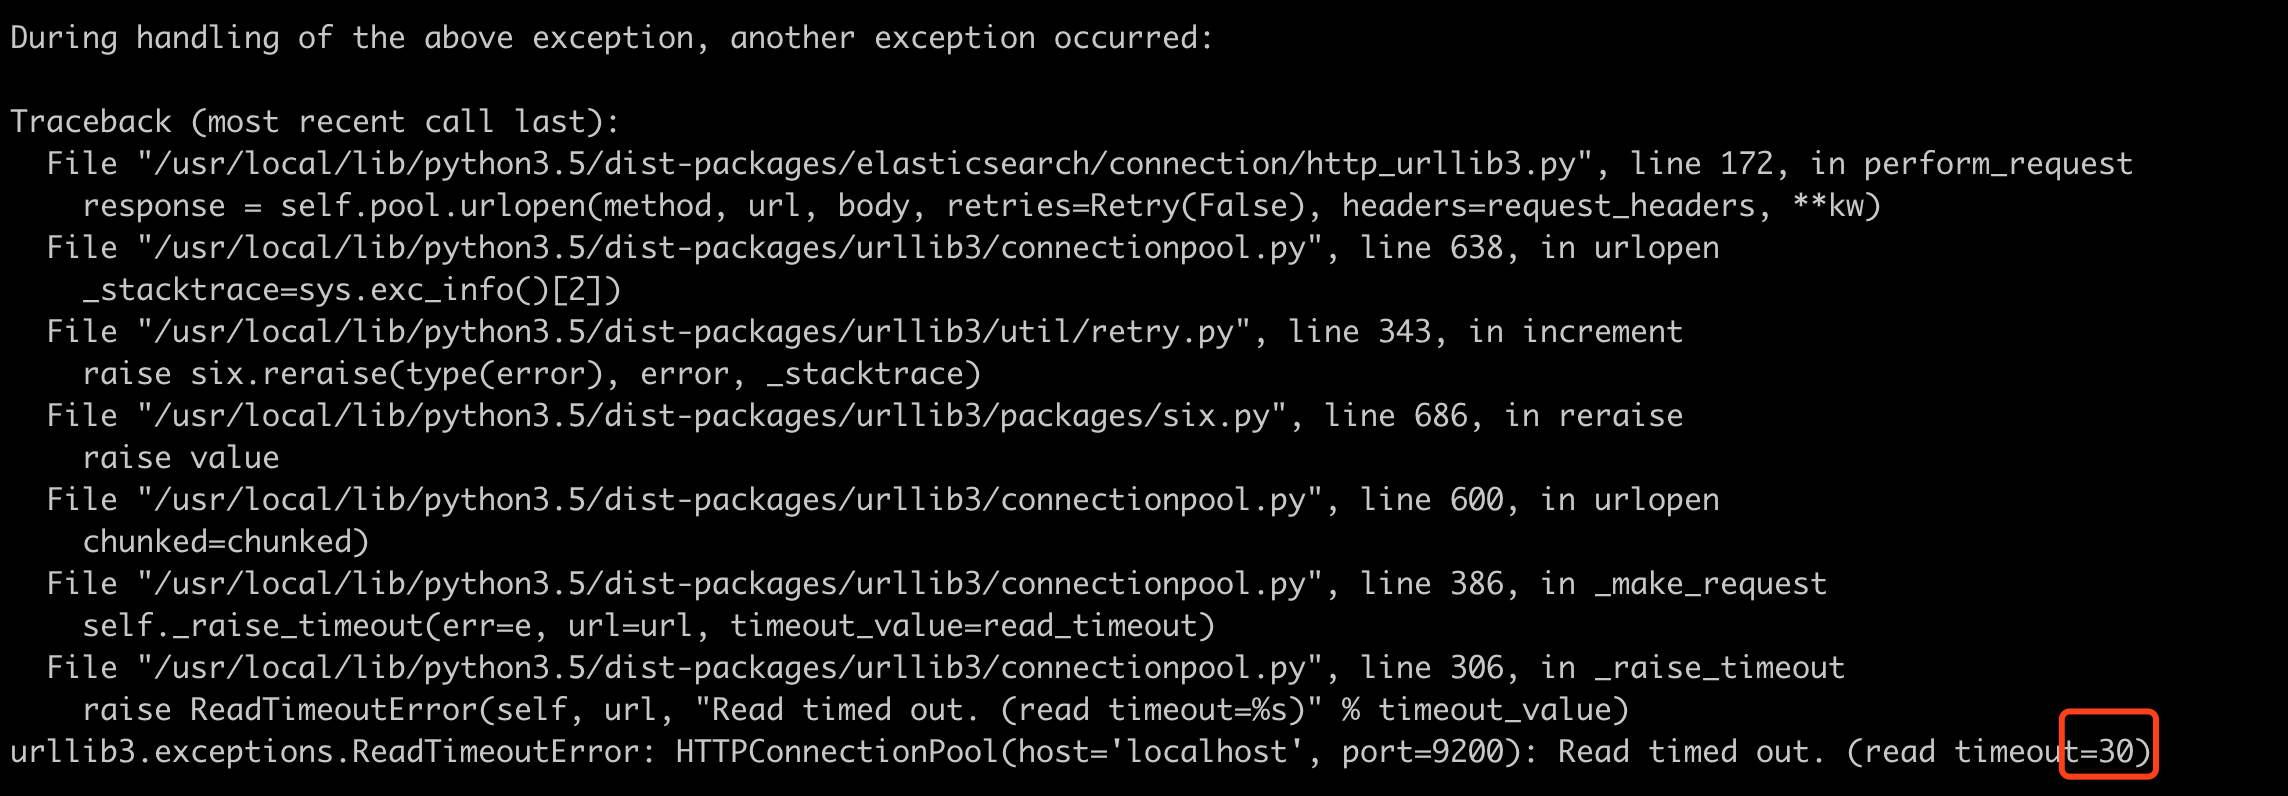 During handling of the above exception, another exception occurred:
Traceback (most recent call last):
  File "/usr/local/lib/python3.5/dist-packages/elasticsearch/connection/http_urllib3.py", line 172, in perform_request
    response = self.pool.urlopen(method, url, body, retries=Retry(False), headers=request_headers, **kw)
  File "/usr/local/lib/python3.5/dist-packages/urllib3/connectionpool.py", line 638, in urlopen
    _stacktrace=sys.exc_info()[2])
  File "/usr/local/lib/python3.5/dist-packages/urllib3/util/retry.py", line 343, in increment
    raise six.reraise(type(error), error, _stacktrace)
  File "/usr/local/lib/python3.5/dist-packages/urllib3/packages/six.py", line 686, in reraise
    raise value
  File "/usr/local/lib/python3.5/dist-packages/urllib3/connectionpool.py", line 600, in urlopen
    chunked=chunked)
  File "/usr/local/lib/python3.5/dist-packages/urllib3/connectionpool.py", line 386, in _make_request
    self._raise_timeout(err=e, url=url, timeout_value=read_timeout)
  File "/usr/local/lib/python3.5/dist-packages/urllib3/connectionpool.py", line 306, in _raise_timeout
    raise ReadTimeoutError(self, url, "Read timed out. (read timeout=%s)" % timeout_value)
urllib3.exceptions.ReadTimeoutError: HTTPConnectionPool(host='localhost', port=9200): Read timed out. (read timeout=30)